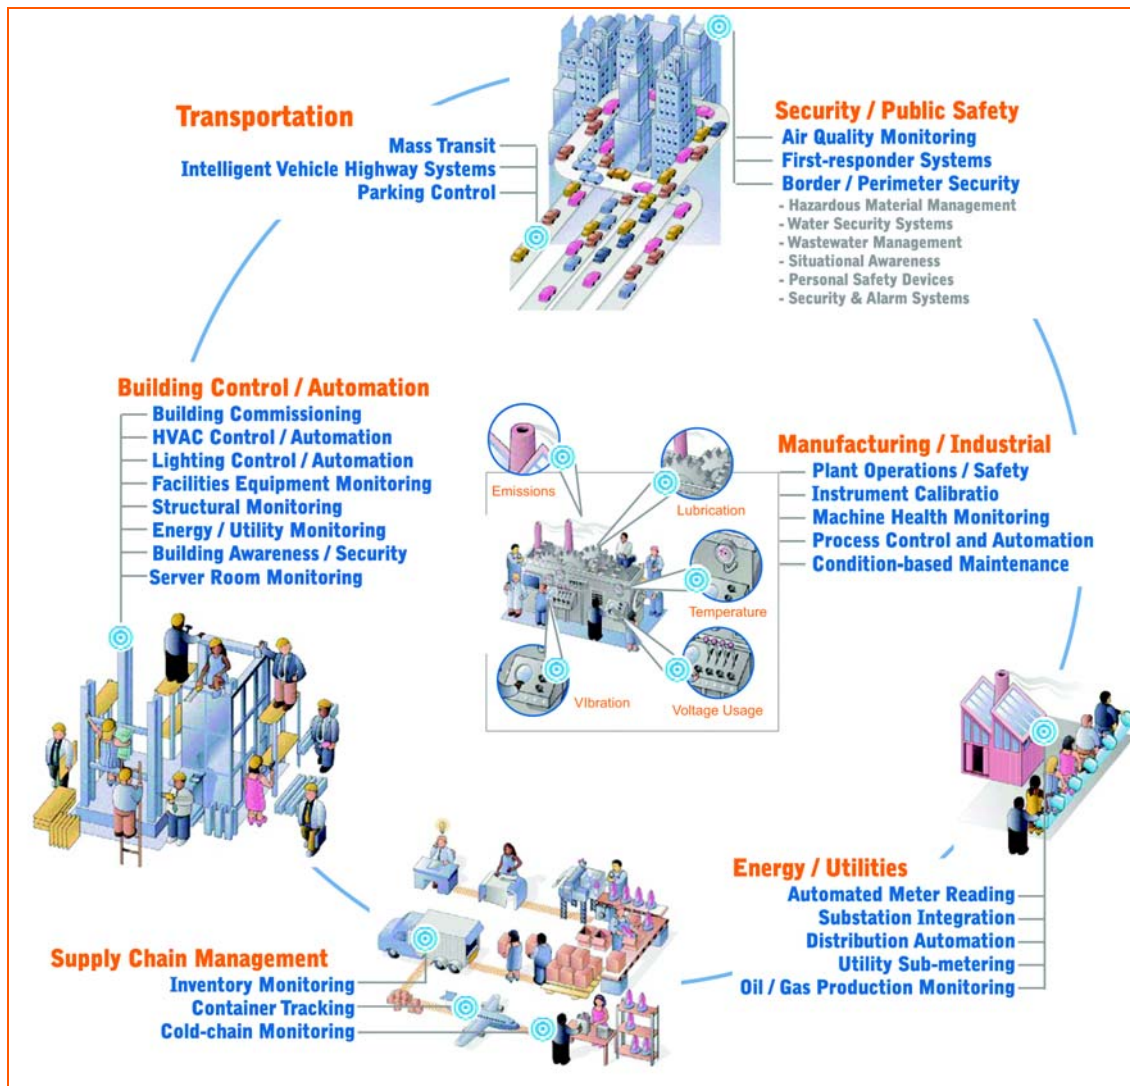 Transportation
Mass Transit
Intelligent Vehicle Highway Systems
Parking Control
Security / Public Safety
Air Quality Monitoring
First-responder Systems
Border / Perimeter Security
- Hazardous Material Management
- Water Security Systems
- Wastewater Management
- Situational Awareness
- Personal Safety Devices
- Security & Alarm Systems
Building Control / Automation
Building Commissioning
HVAC Control / Automation
Lighting Control / Automation
Facilities Equipment Monitoring
Structural Monitoring
Energy / Utility Monitoring
Building Awareness / Security
Server Room Monitoring
Emissions
Lubrication
Temperature
VIbration
Voltage Usage
Manufacturing / Industrial
Plant Operations / Safety
Instrument Calibratio
Machine Health Monitoring
Process Control and Automation
Condition-based Maintenance
Energy / Utilities
Automated Meter Reading
Substation Integration
Distribution Automation
Utility Sub-metering
Oil / Gas Production Monitoring
Supply Chain Management
Inventory Monitoring
Container Tracking
Cold-chain Monitoring